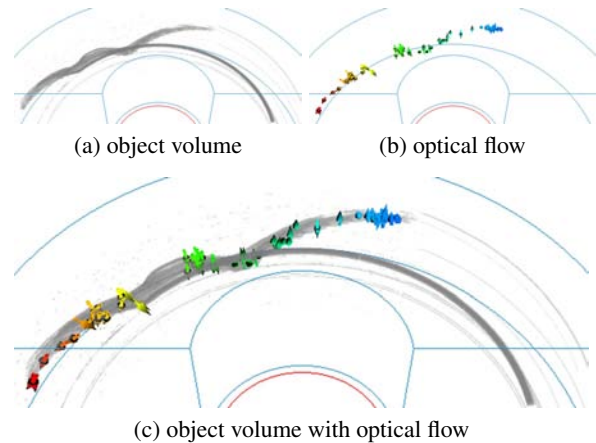 (a) object volume
(b) optical flow
(c) object volume with optical flow